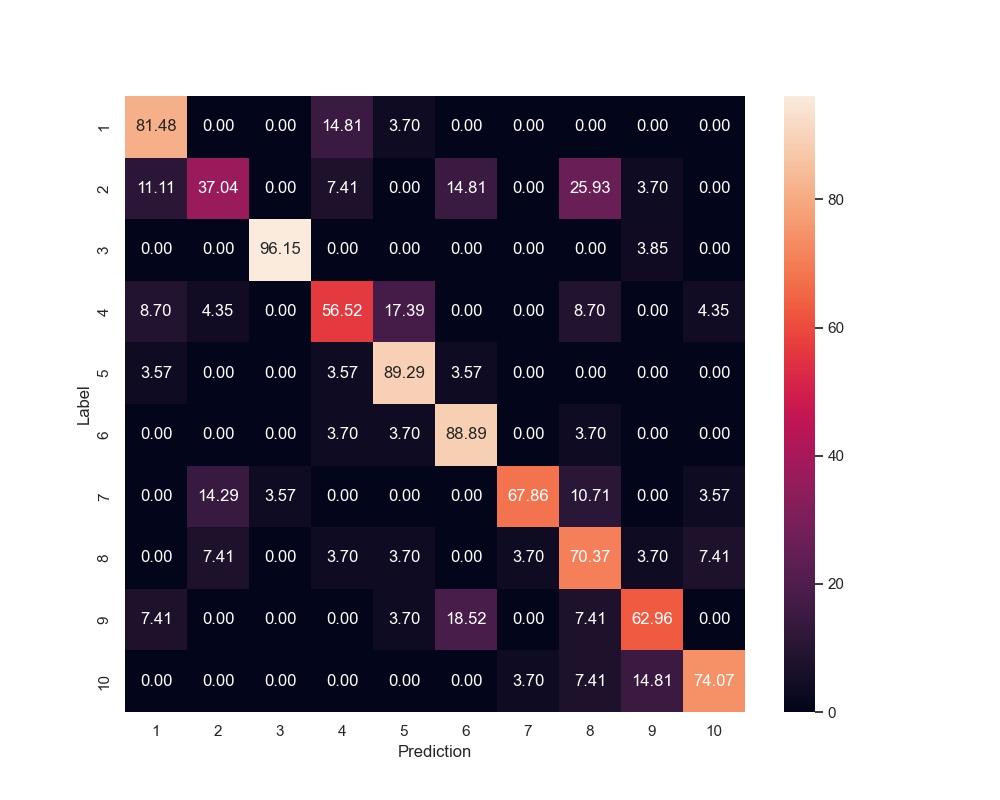 1 81.48 0.00 0.00 14.81 3.70 0.00 0.00 0.00 0.00 0.00
2 11.11 37.04 0.00 7.41 0.00 14.81 0.00 25.93 3.70 0.00
80
3 0.00 0.00 96.15 0.00 0.00 0.00 0.00 0.00 3.85 0.00
4 8.70 4.35 0.00 56.52 17.39 0.00 0.00 8.70 0.00 4.35
60
5 3.57 0.00 0.00 3.57 89.29 3.57 0.00 0.00 0.00 0.00
Label
6 0.00 0.00 0.00 3.70 3.70 88.89 0.00 3.70 0.00 0.00
40
7 0.00 14.29 3.57 0.00 0.00 0.00 67.86 10.71 0.00 3.57
8 0.00 7.41 0.00 3.70 3.70 0.00 3.70 70.37 3.70 7.41
20
9 7.41 0.00 0.00 0.00 3.70 18.52 0.00 7.41 62.96 0.00
10 0.00 0.00 0.00 0.00 0.00 0.00 3.70 7.41 14.81 74.07
0
1 2 3 4 5 6 7 8 9 10
Prediction